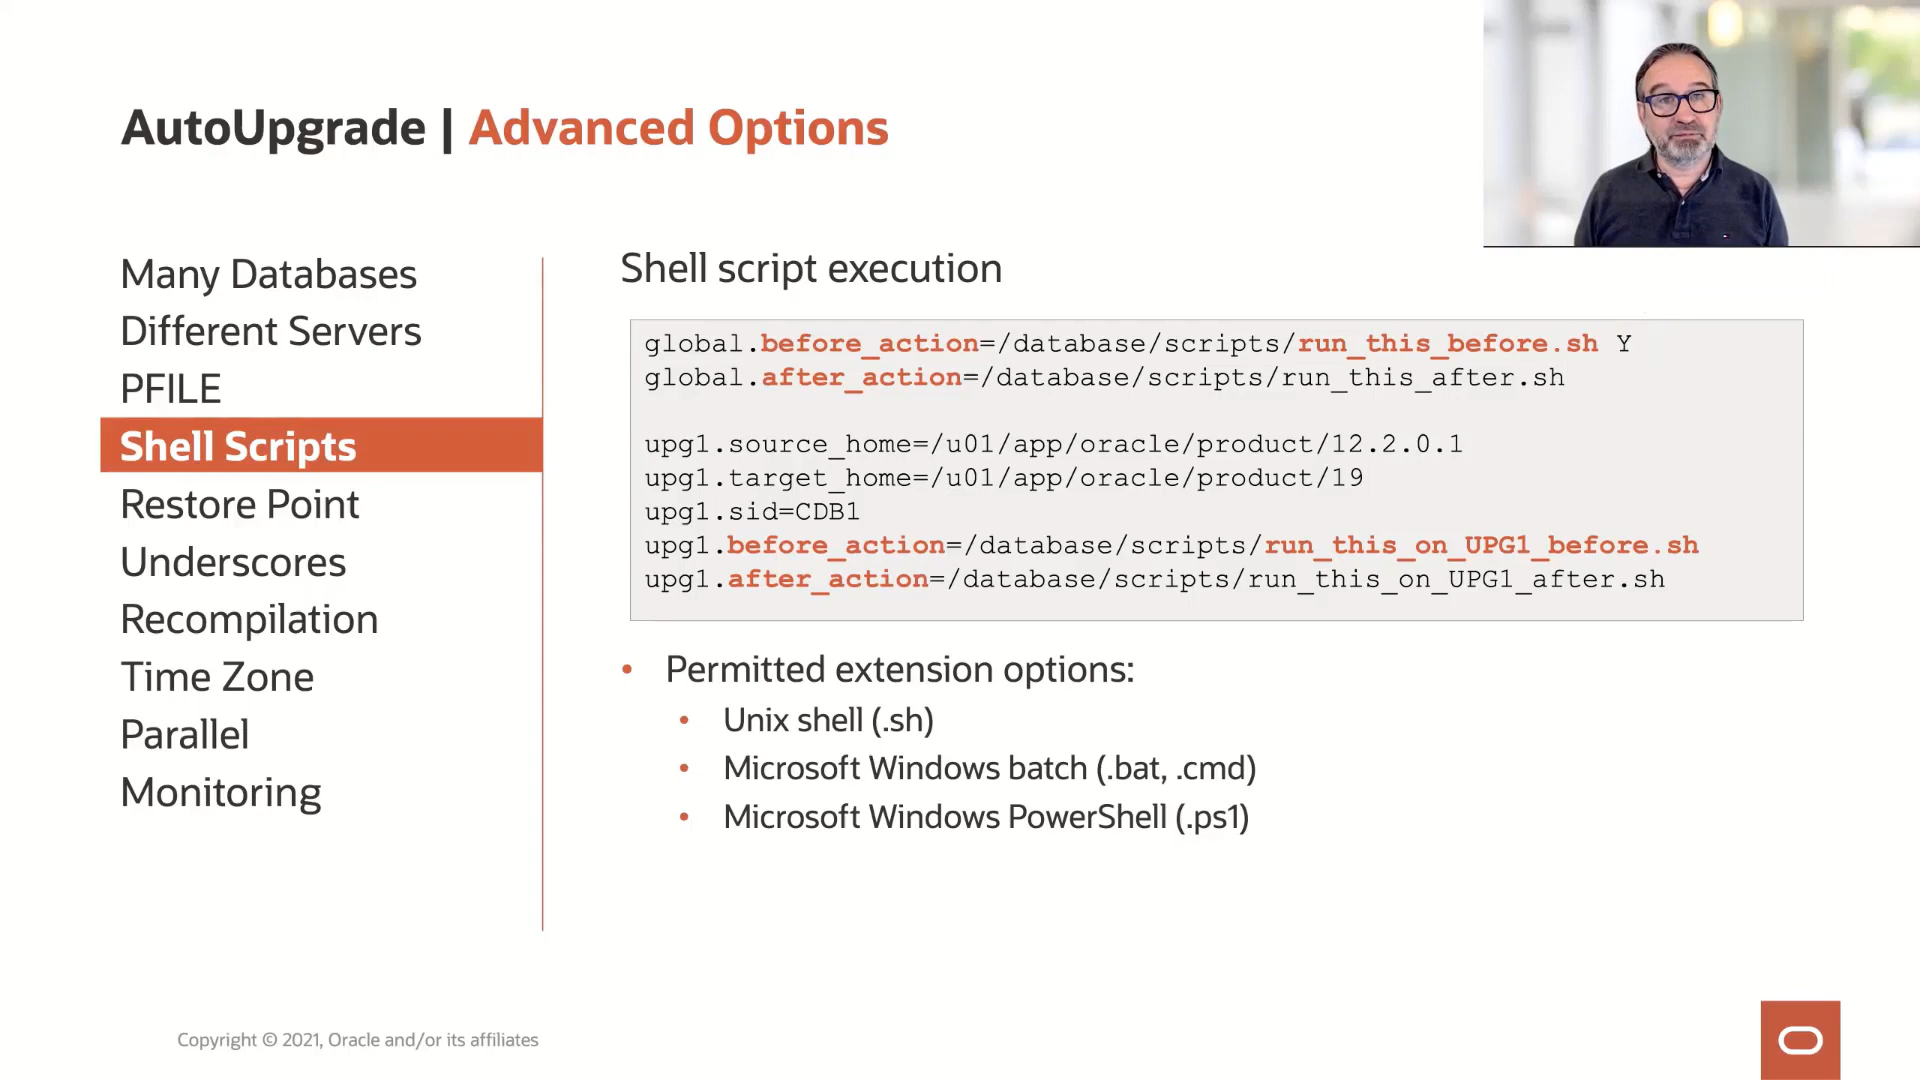 AutoUpgrade | Advanced Options
Many Databases
Different Servers
PFILE
Shell Scripts
Restore Point
Underscores
Recompilation
Time Zone
Parallel
Monitoring
Shell script execution
global.before_action=/database/scripts/run_this_before.sh Y
global.after_action=/database/scripts/run_this_after.sh
upg1.source_home=/u01/app/oracle/product/12.2.0.1
upg1.target_home=/u01/app/oracle/product/19
upg1.sid=CDB1
upg1.before_action=/database/scripts/run_this_on_UPG1_before.sh
upg1.after_action=/database/scripts/run_this_on_UPG1_after.sh
• Permitted extension options:
• Unix shell (.sh)
• Microsoft Windows batch (.bat, .cmd)
• Microsoft Windows PowerShell (.ps1)
Copyright © 2021, Oracle and/or its affiliates